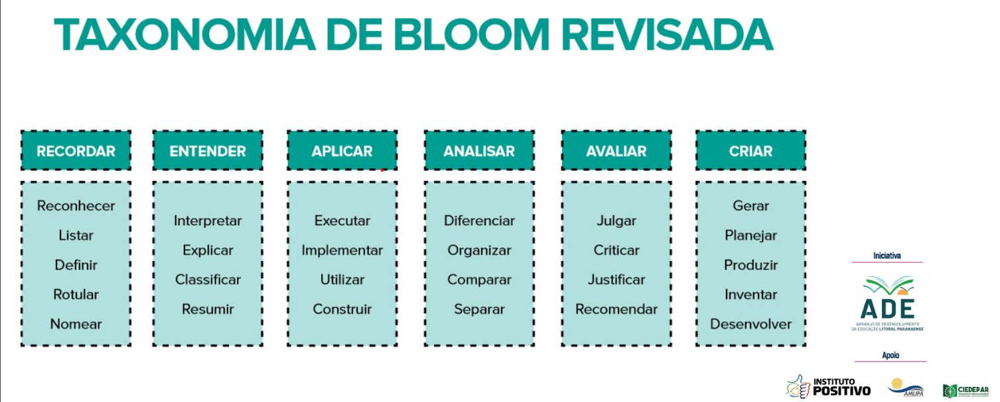 TAXONOMIA DE BLOOM REVISADA
RECORDAR
Reconhecer
Listar
Definir
Rotular
Nomear
ENTENDER
Interpretar
Explicar
Classificar
Resumir
APLICAR
Executar
Implementar
Utilizar
Construir
ANALISAR
Diferenciar
Organizar
Comparar
Separar
AVALIAR
Julgar
Criticar
Justificar
Recomendar
CRIAR
Gerar
Planejar
Produzir
Inventar
Desenvolver
Iniciativa
ADE
ARRANJO DE DESENVOLVIMENTO
DA EDUCAÇÃO LITORAL PARANAENSE
Apoio
INSTITUTO
POSITIVO
AMLIPA
CIEDEPAR